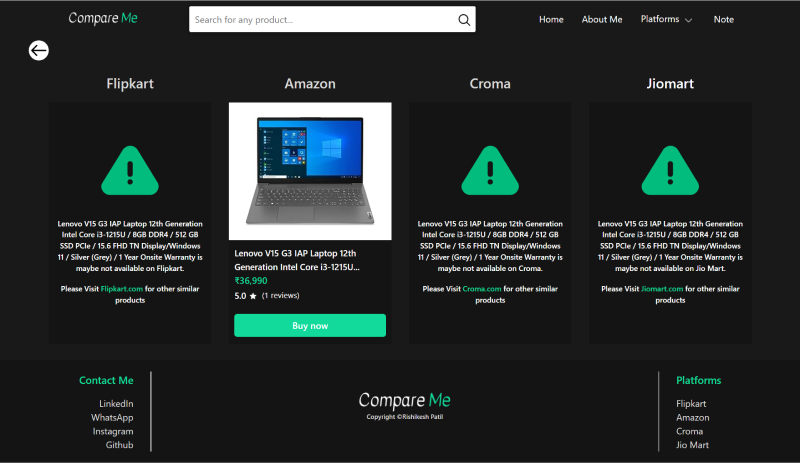 Compare Me
Search for any product...
Home
About Me
Platforms
Note
Flipkart
Amazon
Croma
Jiomart
Lenovo V15 G3 IAP Laptop 12th Generation
Intel Core i3-1215U / 8GB DDR4 / 512 GB
SSD PCIe / 15.6 FHD TN Display/Windows
11 / Silver (Grey) / 1 Year Onsite Warranty is
maybe not available on Flipkart.
Please Visit Flipkart.com for other similar
products
Lenovo V15 G3 IAP Laptop 12th
Generation Intel Core i3-1215U...
₹36,990
5.0 ★ (1 reviews)
Buy now
Lenovo V15 G3 IAP Laptop 12th Generation
Intel Core i3-1215U / 8GB DDR4 / 512 GB
SSD PCIe / 15.6 FHD TN Display/Windows
11 / Silver (Grey) / 1 Year Onsite Warranty is
maybe not available on Croma.
Please Visit Croma.com for other similar
products
Lenovo V15 G3 IAP Laptop 12th Generation
Intel Core i3-1215U / 8GB DDR4 / 512 GB
SSD PCIe / 15.6 FHD TN Display/Windows
11 / Silver (Grey) / 1 Year Onsite Warranty is
maybe not available on Jio Mart.
Please Visit Jiomart.com for other similar
products
Contact Me
LinkedIn
WhatsApp
Instagram
Github
Compare Me
Copyright ©Rishikesh Patil
Platforms
Flipkart
Amazon
Croma
Jio Mart